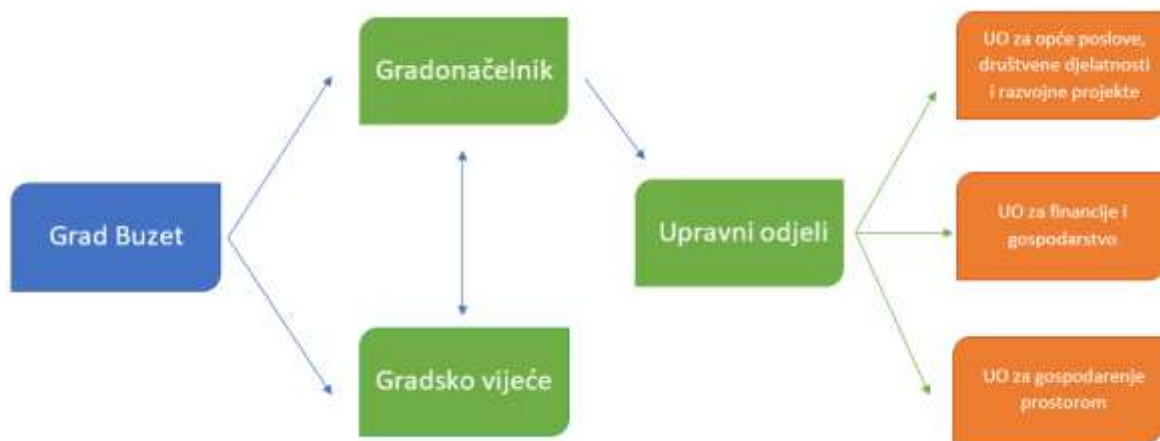 Grad Buzet
Gradonačelnik
Gradsko vijeće
Upravni odjeli
UO za opće poslove,
društvene djelatnosti
i razvojne projekte
UO za financije i
gospodarstvo
UO za gospodarenje
prostorom